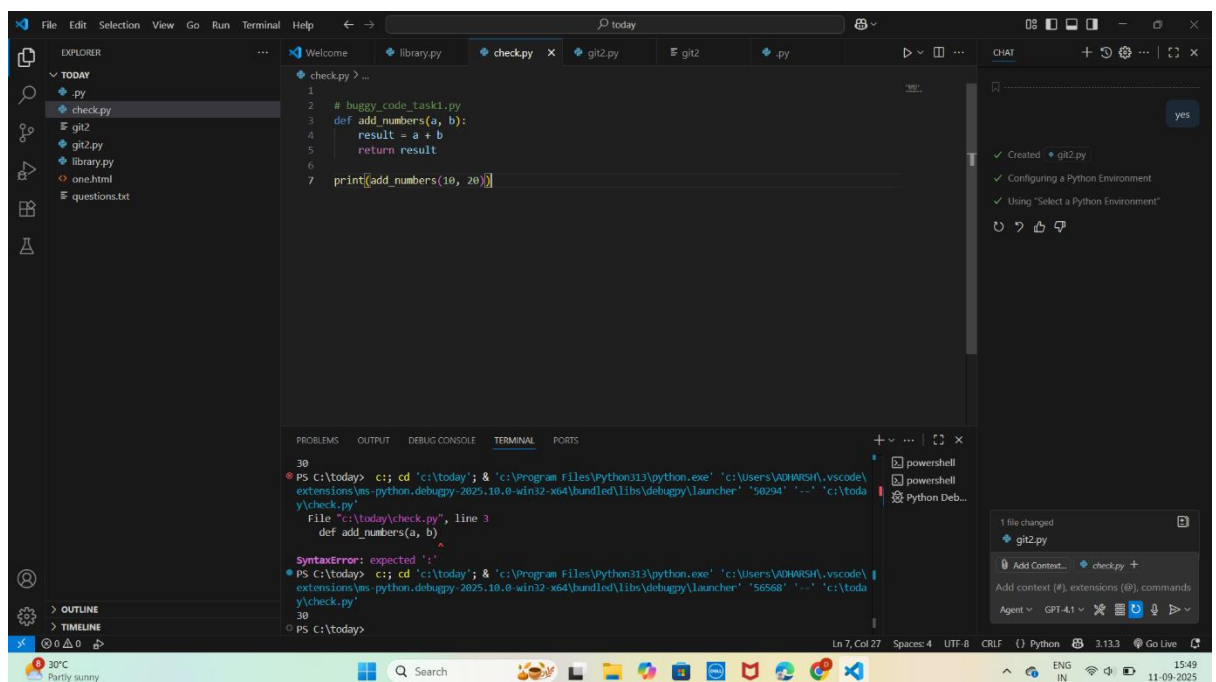 File Edit Selection View Go Run Terminal Help
today
EXPLORER
TODAY
.py
check.py
git2
git2.py
library.py
one.html
questions.txt
OUTLINE
TIMELINE
Welcome library.py check.py git2.py git2 .py
check.py > ...
1
2 # buggy_code_task1.py
3 def add_numbers(a, b):
4 result = a + b
5 return result
6
7 print(add_numbers(10, 20))
PROBLEMS OUTPUT DEBUG CONSOLE TERMINAL PORTS
30
PS C:\today> c:; cd 'c:\today'; & 'c:\Program Files\Python313\python.exe' 'c:\Users\ADHARSH\.vscode\
extensions\ms-python.debugpy-2025.10.0-win32-x64\bundled\libs\debugpy\launcher' '50294' '--' 'c:\toda
y\check.py'
File "c:\today\check.py", line 3
def add_numbers(a, b)
^
SyntaxError: expected ':'
PS C:\today> c:; cd 'c:\today'; & 'c:\Program Files\Python313\python.exe' 'c:\Users\ADHARSH\.vscode\
extensions\ms-python.debugpy-2025.10.0-win32-x64\bundled\libs\debugpy\launcher' '56568' '--' 'c:\toda
y\check.py'
30
PS C:\today>
powershell
powershell
Python Deb...
CHAT
yes
Created git2.py
Configuring a Python Environment
Using "Select a Python Environment"
1 file changed
git2.py
Add Context... check.py +
Add context (#), extensions (@), commands
Agent GPT-4.1
0 0 Ln 7, Col 27 Spaces: 4 UTF-8 CRLF {} Python 3.13.3 Go Live
8 30°C
Partly sunny
Search
ENG
IN
15:49
11-09-2025